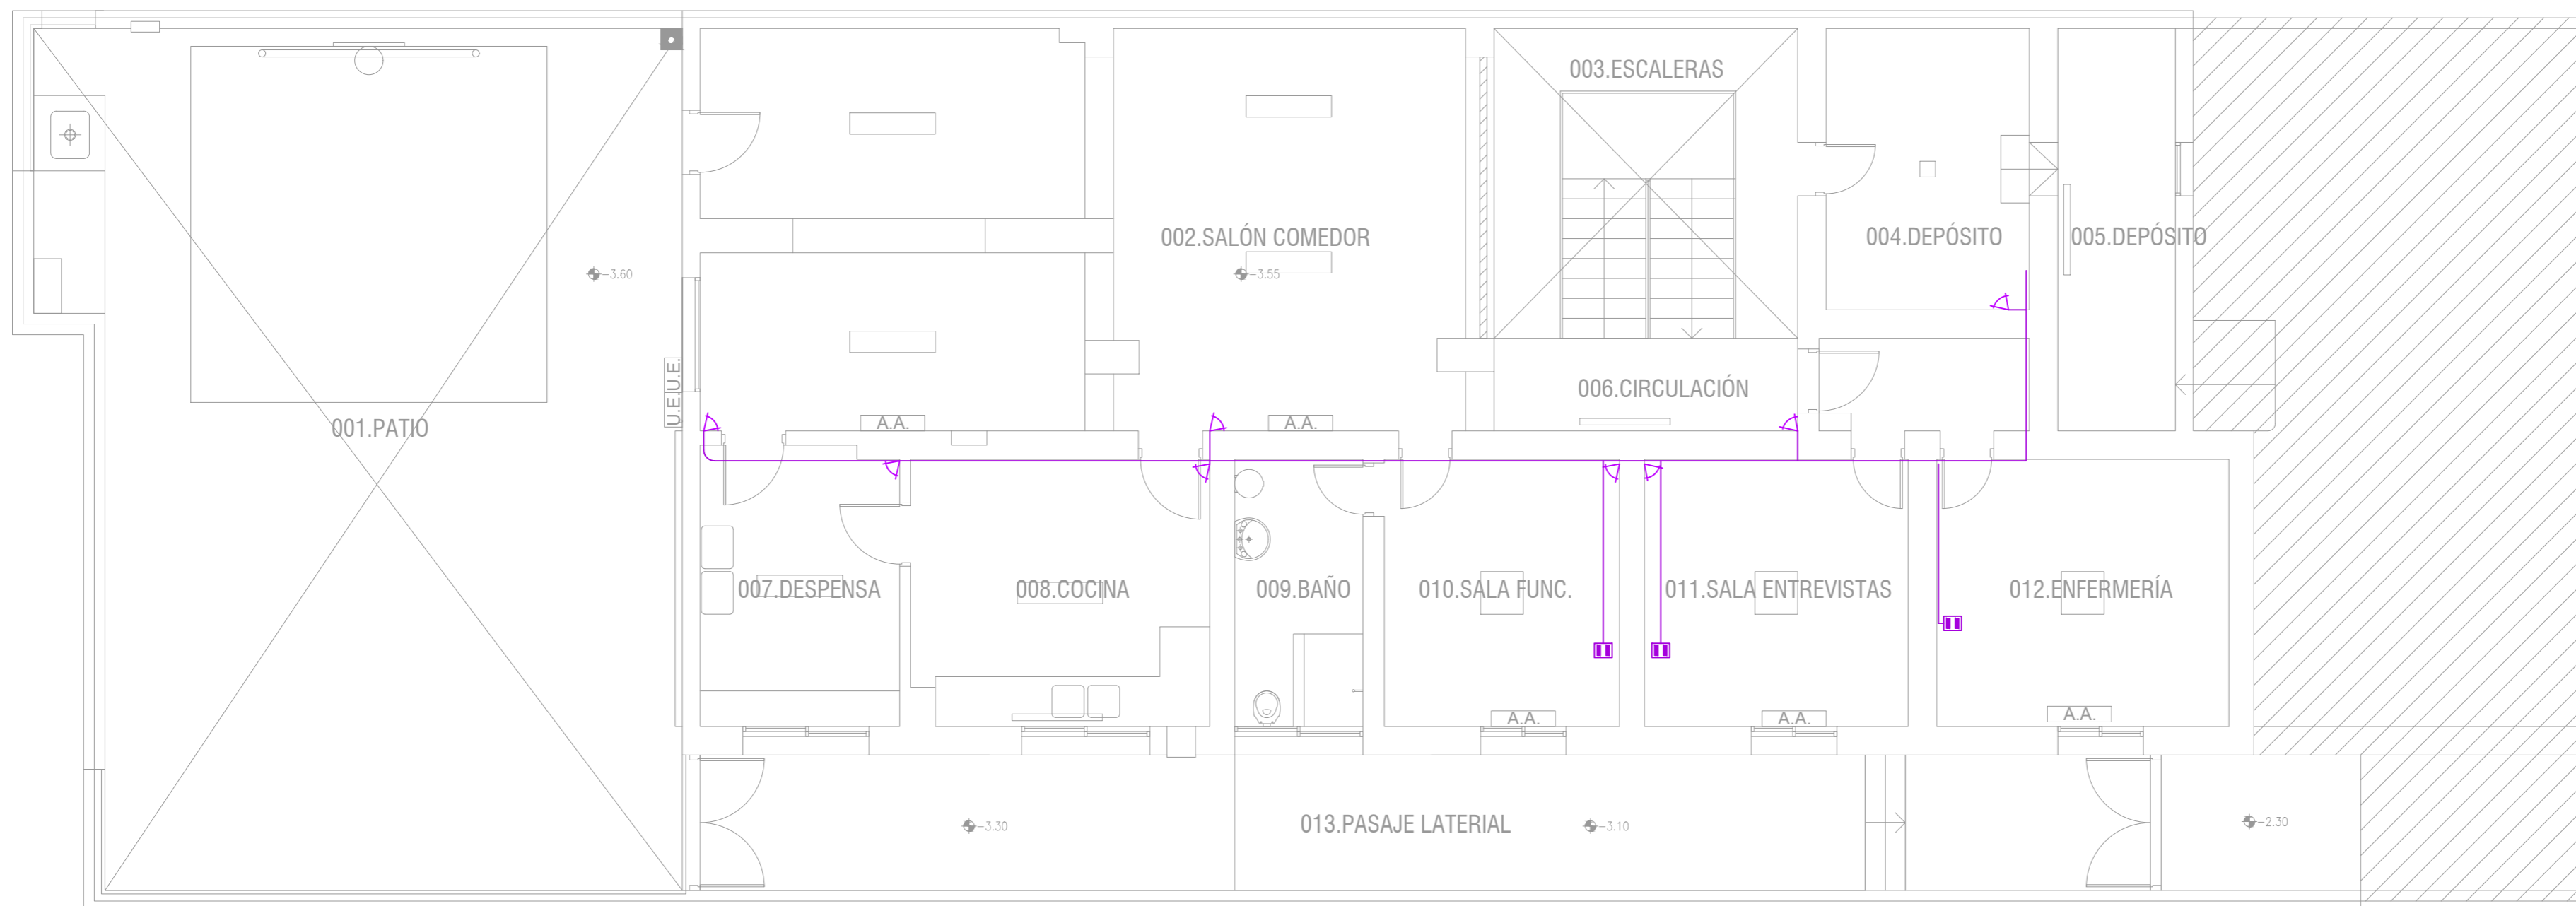 003.ESCALERAS
002.SALÓN COMEDOR
004.DEPÓSITO
005.DEPÓSITO
-3.60
-3.55
U.E.
U.E.
006.CIRCULACIÓN
001.PATIO
A.A.
A.A.
007.DESPENSA
008.COCINA
009.BAÑO
010.SALA FUNC.
011.SALA ENTREVISTAS
012.ENFERMERÍA
A.A.
A.A.
A.A.
-3.30
013.PASAJE LATERIAL
-3.10
-2.30